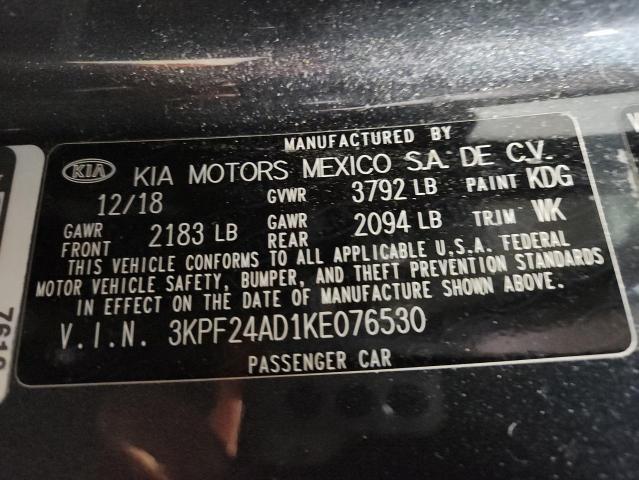 MANUFACTURED BY
KIA KIA MOTORS MEXICO S.A. DE C.V.
12/18 GVWR 3792 LB PAINT KDG
GAWR FRONT 2183 LB GAWR REAR 2094 LB TRIM WK
THIS VEHICLE CONFORMS TO ALL APPLICABLE U.S.A. FEDERAL
MOTOR VEHICLE SAFETY, BUMPER, AND THEFT PREVENTION STANDARDS
IN EFFECT ON THE DATE OF MANUFACTURE SHOWN ABOVE.
V.I.N. 3KPF24AD1KE076530
PASSENGER CAR